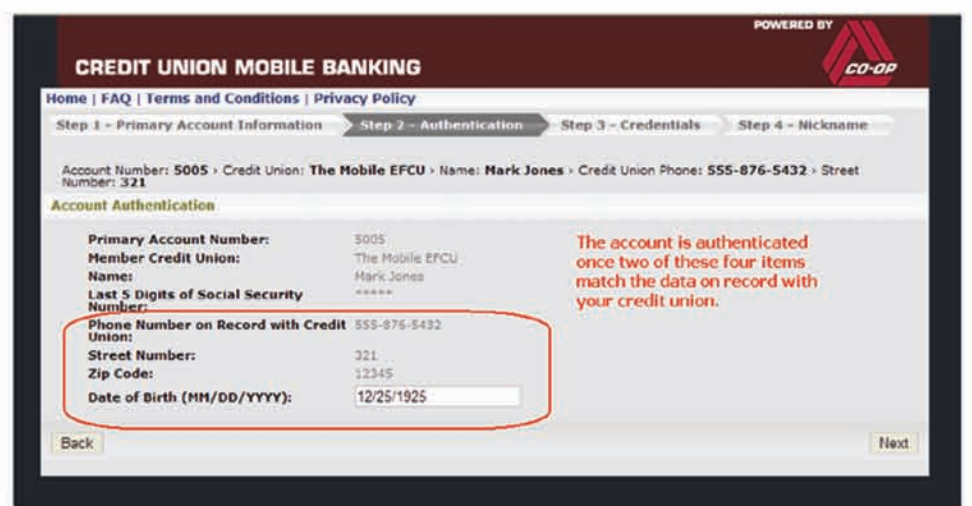 POWERED BY
CO-OP
CREDIT UNION MOBILE BANKING
Home | FAQ | Terms and Conditions | Privacy Policy
Step 1 - Primary Account Information Step 2 - Authentication Step 3 - Credentials Step 4 - Nickname
Account Number: 5005 › Credit Union: The Mobile EFCU › Name: Mark Jones › Credit Union Phone: 555-876-5432 › Street
Number: 321
Account Authentication
Primary Account Number: 5005
Member Credit Union: The Mobile EFCU
Name: Mark Jones
Last 5 Digits of Social Security *****
Number:
Phone Number on Record with Credit 555-876-5432
Union:
Street Number: 321
Zip Code: 12345
Date of Birth (MM/DD/YYYY): 12/25/1925
The account is authenticated
once two of these four items
match the data on record with
your credit union.
Back Next